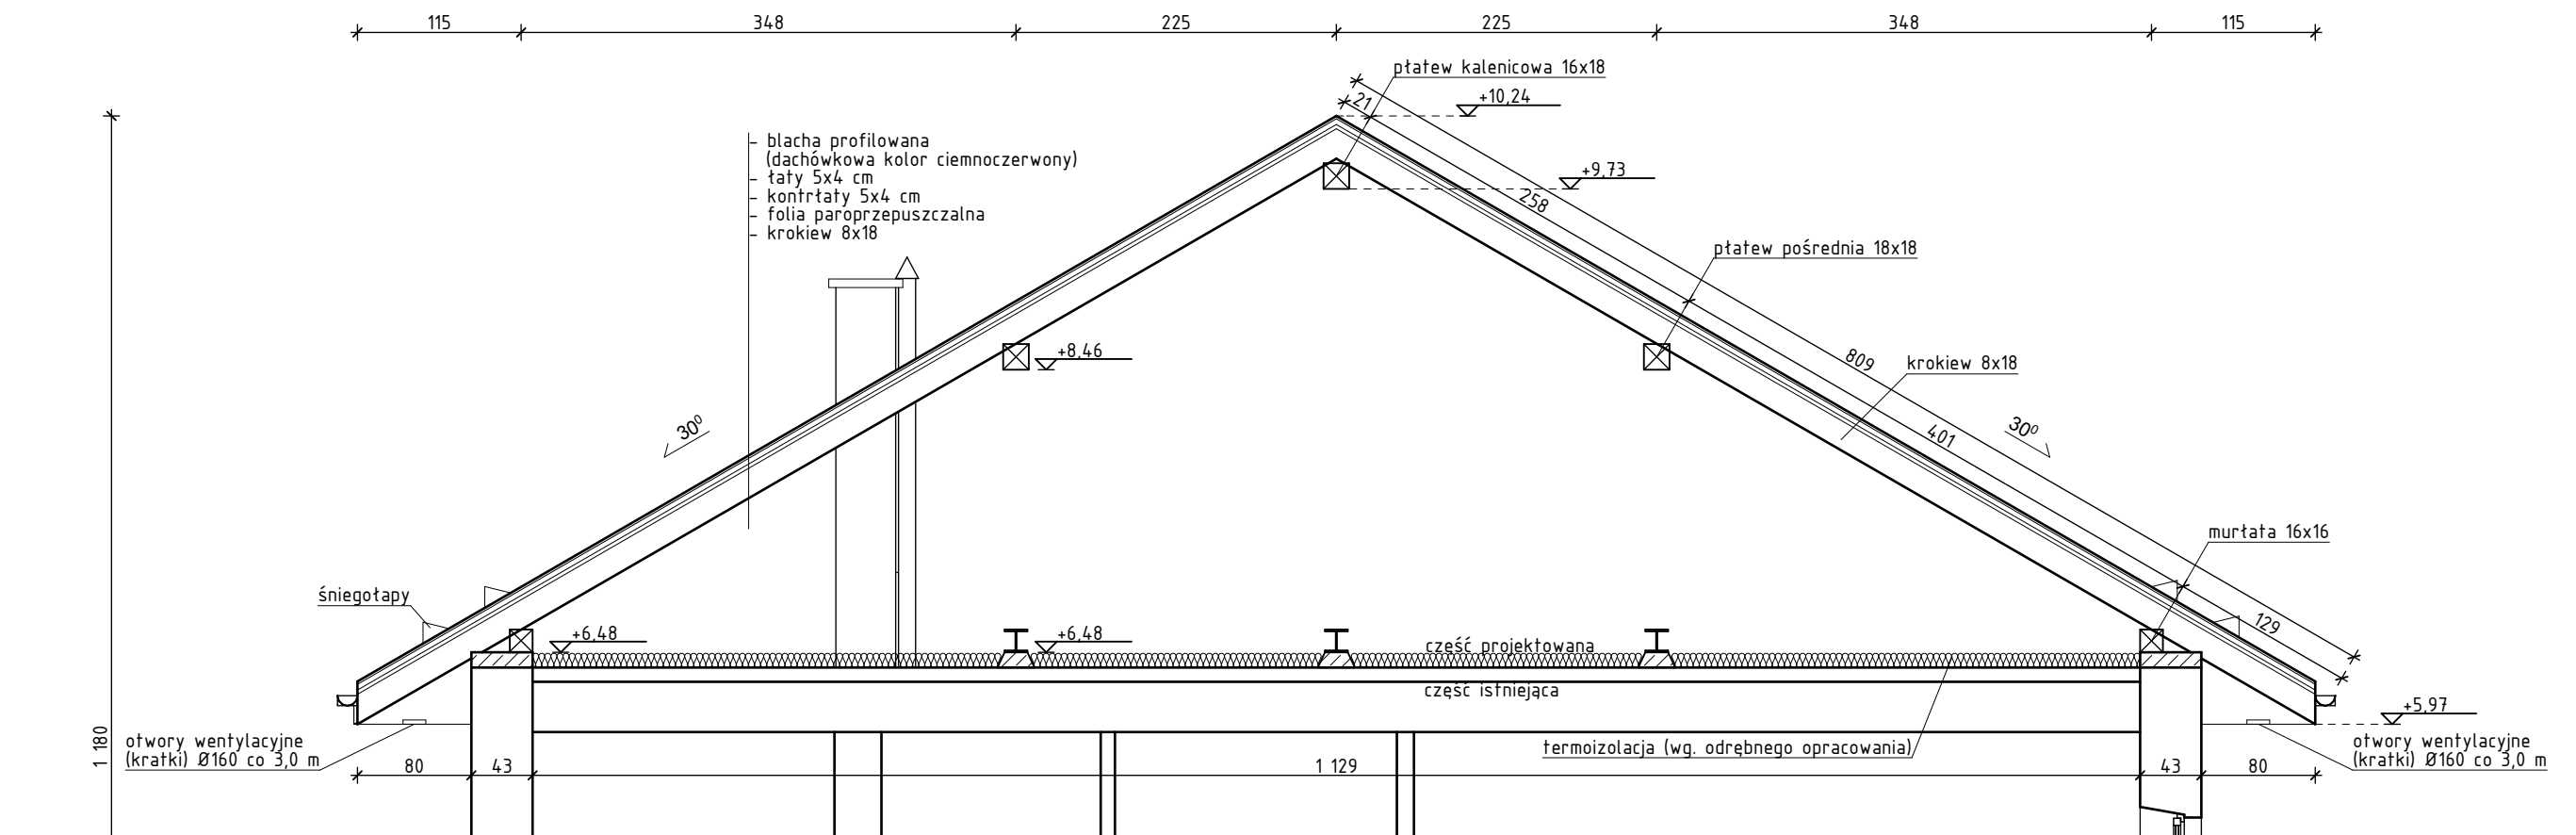 115 348 225 225 348 115
płatew kalenicowa 16x18
+10,24
21
- blacha profilowana
(dachówkowa kolor ciemnoczerwony)
- łaty 5x4 cm
- kontrłaty 5x4 cm
- folia paroprzepuszczalna
- krokiew 8x18
+9,73
258
płatew pośrednia 18x18
+8,46
809
krokiew 8x18
30⁰
401
30⁰
murłata 16x16
śniegołapy
129
+6,48
+6,48
część projektowana
część istniejąca
+5,97
1 180
otwory wentylacyjne
(kratki) Ø160 co 3,0 m
termoizolacja (wg. odrębnego opracowania)
otwory wentylacyjne
(kratki) Ø160 co 3,0 m
80 43 1 129 43 80